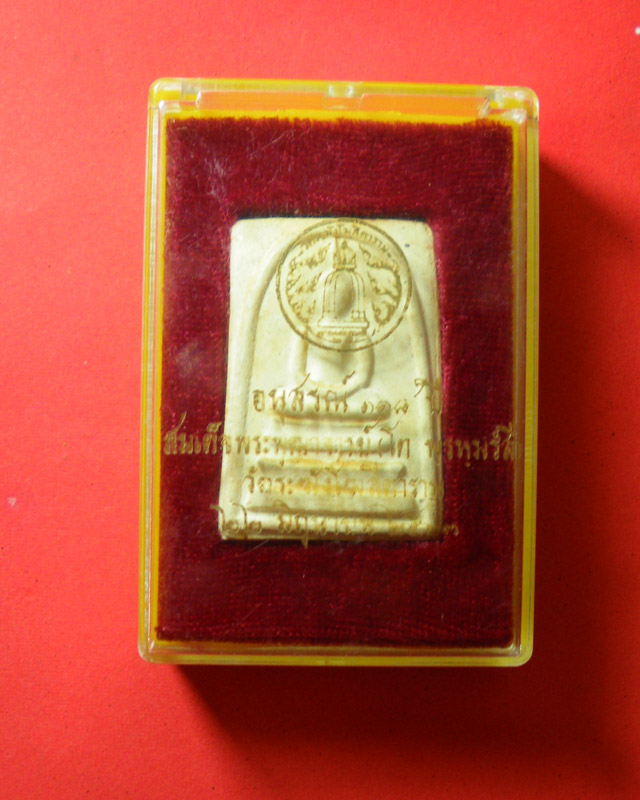 อนุสรณ์ ๑๑๘ ปี
สมเด็จพระพุฒาจารย์ โต พรหมรังสี
วัดระฆังโฆสิตาราม
๒๒ มิถุนายน